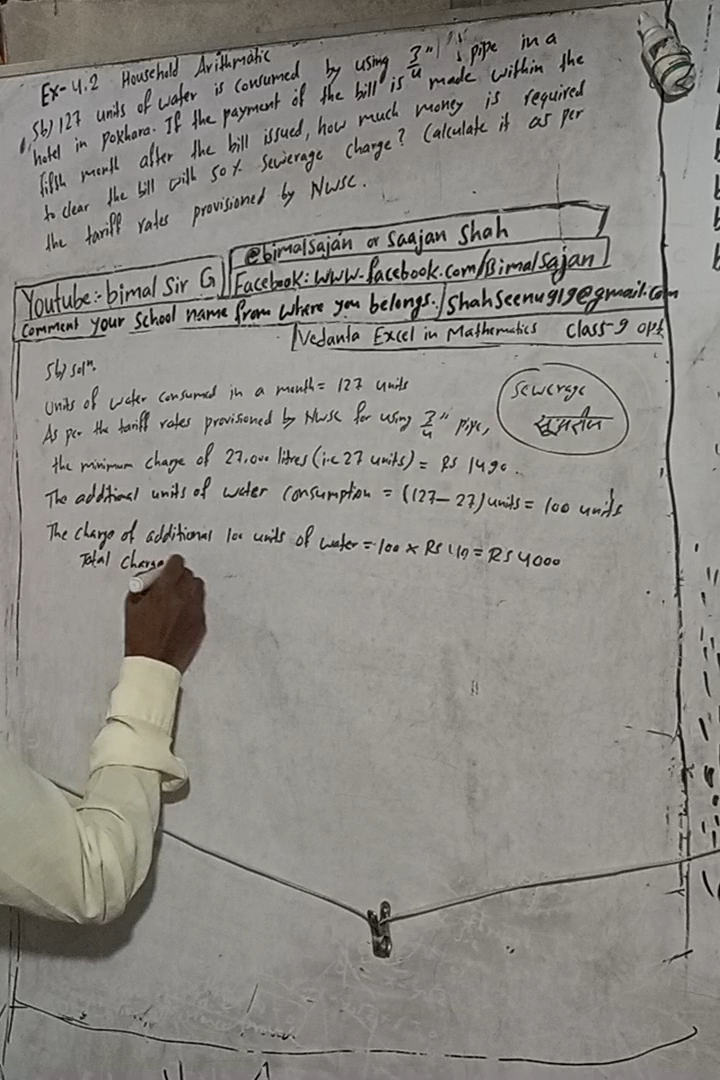 Ex-4.2 Household Arithmatic
5b) 127 units of water is consumed by using 3/4" pipe in a
hotel in pokhara. If the payment of the bill is made within the
fifth month after the bill issued, how much money is required
to clear the bill with 50% sewerage charge? Calculate it as per
the tariff rates provisioned by NWSC.
Youtube:- bimal Sir G
@bimalsajan or Saajan Shah
Facebook: www.facebook.com/Bimalsajan
Comment your school name from where you belongs. shahseenu919@gmail.com
Vedanta Excel in Mathematics class-9 opt
5b) soln.
Units of water consumed in a month = 127 units
As per the tariff rates provisioned by NWSC for using 3/4" pipe,
Sewerage
the minimum charge of 27,000 litres (i.e 27 units) = RS 1490.
The additional units of water consumption = (127-27) units = 100 units
The charge of additional 100 units of water = 100 × RS 40 = RS 4000
Total Charge